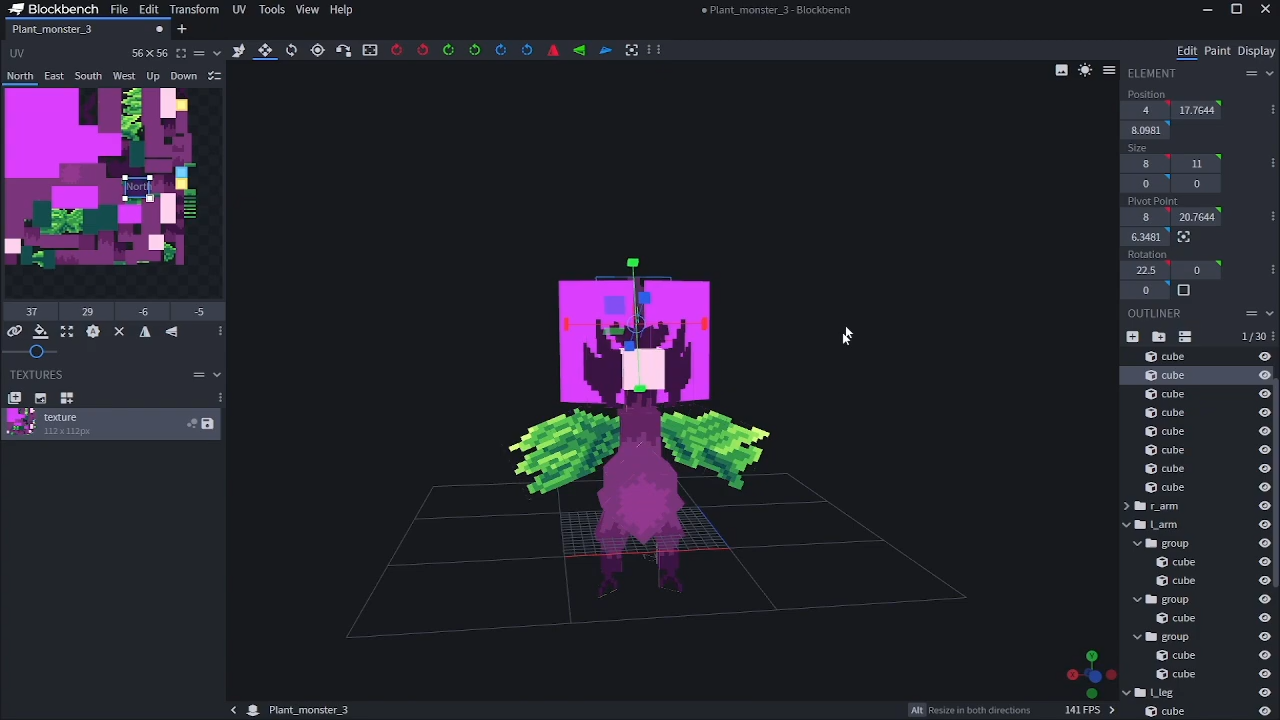 Blockbench File Edit Transform UV Tools View Help
Plant_monster_3 - Blockbench
Plant_monster_3
UV 56×56
North East South West Up Down
Edit Paint Display
North
37 29 -6 -5
TEXTURES
texture
112 x 112px
ELEMENT
Position
4 17.7644
8.0981
Size
8 11
0 0
Pivot Point
8 20.7644
6.3481
Rotation
22.5 0
0
OUTLINER
1/30
cube
cube
cube
cube
cube
cube
cube
cube
r_arm
l_arm
group
cube
cube
group
cube
group
cube
cube
l_leg
cube
Y
X
Plant_monster_3
Alt Resize in both directions
141 FPS